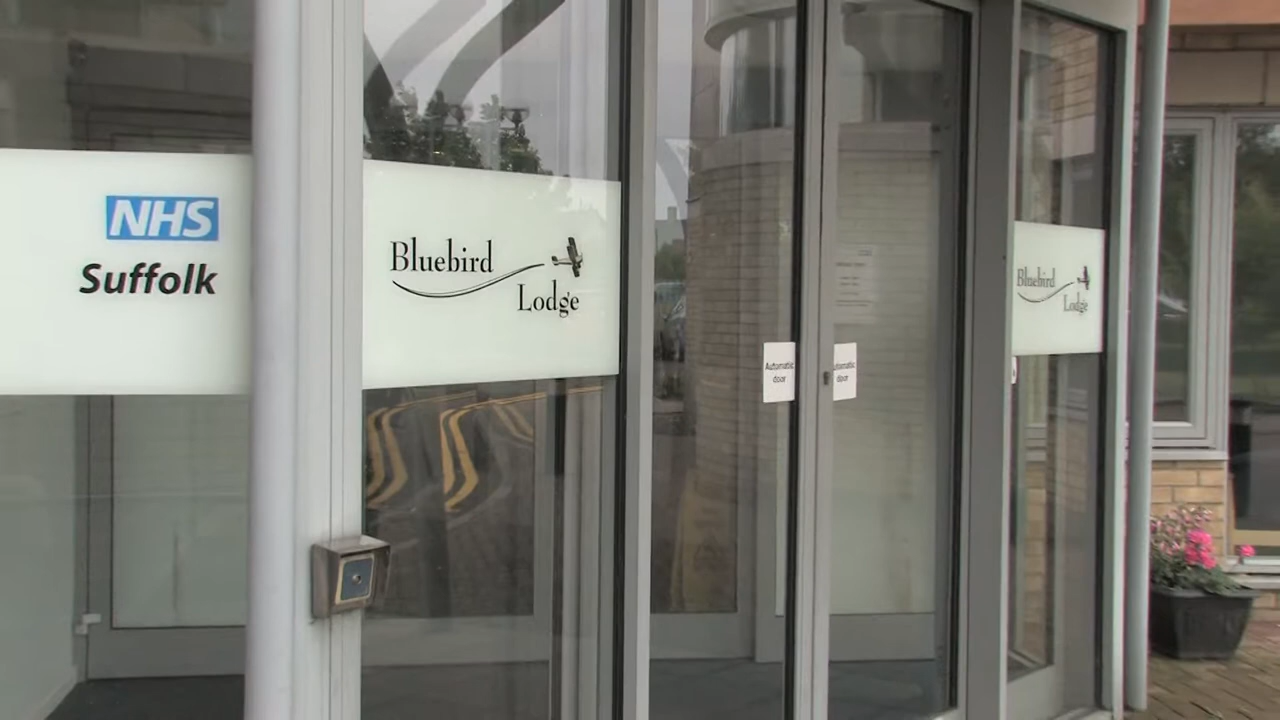 NHS
Suffolk
Bluebird
Lodge
Automatic
door
Automatic
door
Bluebird
Lodge